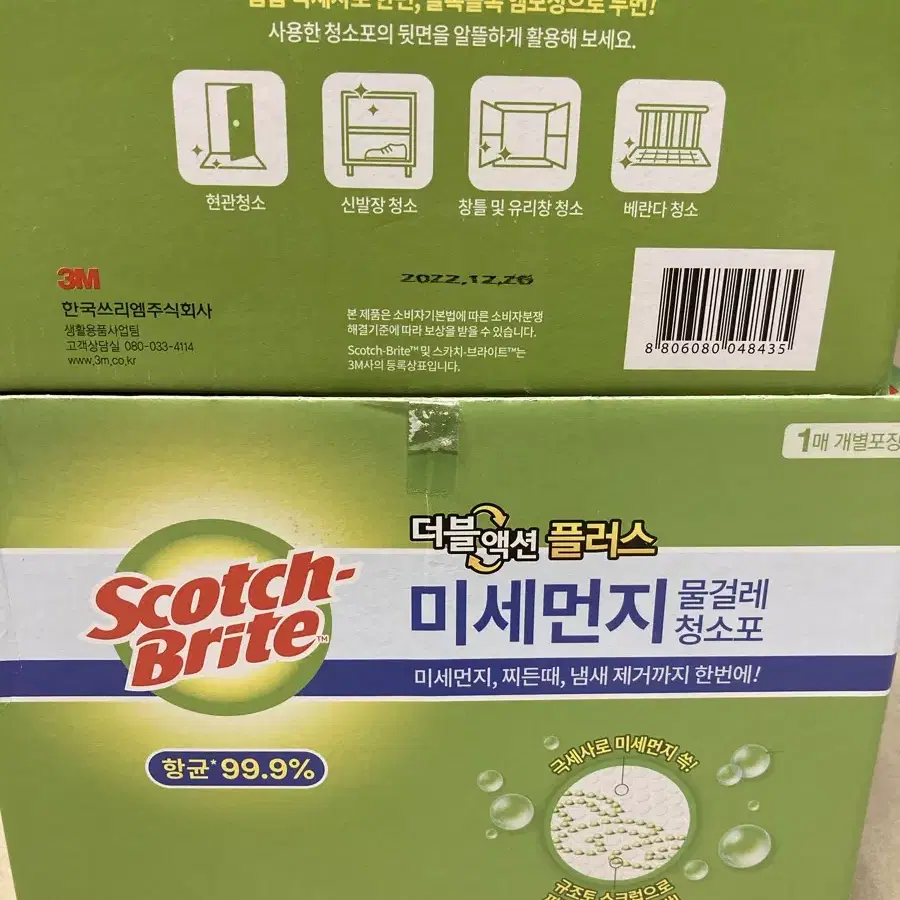 사용한 청소포의 뒷면을 알뜰하게 활용해 보세요.
현관청소
신발장 청소
창틀 및 유리창 청소
베란다 청소
3M
한국쓰리엠주식회사
생활용품사업팀
고객상담실 080-033-4114
www.3m.co.kr
2022.12.26
본 제품은 소비자기본법에 따른 소비자분쟁
해결기준에 따라 보상을 받을 수 있습니다.
Scotch-Brite™ 및 스카치-브라이트™는
3M사의 등록상표입니다.
8 806080 048435
1매 개별포장
더블액션 플러스
Scotch-
Brite™
미세먼지 물걸레
청소포
미세먼지, 찌든때, 냄새 제거까지 한번에!
항균* 99.9%
극세사로 미세먼지 쏙!
규조토 스크럽으로